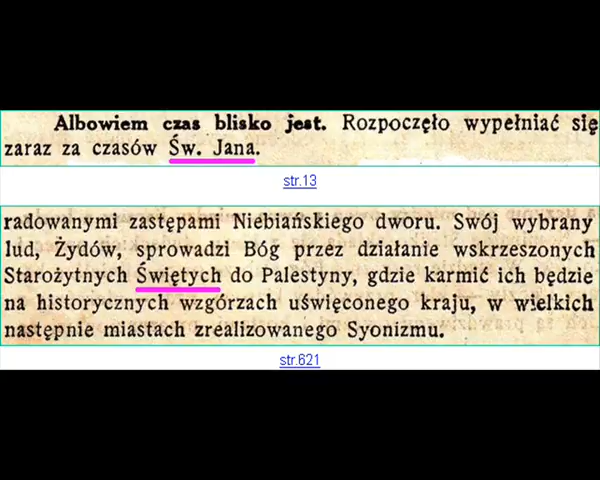 Albowiem czas blisko jest. Rozpoczęło wypełniać się
zaraz za czasów Św. Jana.
str.13
radowanymi zastępami Niebiańskiego dworu. Swój wybrany
lud, Żydów, sprowadzi Bóg przez działanie wskrzeszonych
Starożytnych Świętych do Palestyny, gdzie karmić ich będzie
na historycznych wzgórzach uświęconego kraju, w wielkich
następnie miastach zrealizowanego Syonizmu.
str.621